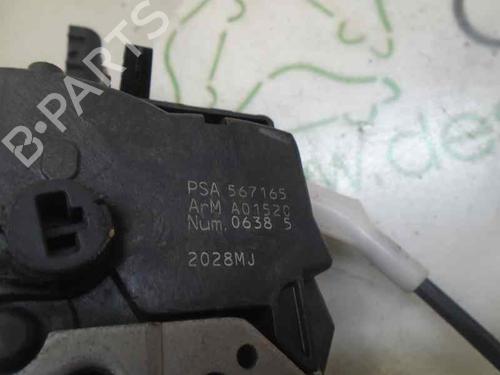 B-PARTS
PSA 567165
ArM A01520
Num. 0638 5
2028MJ